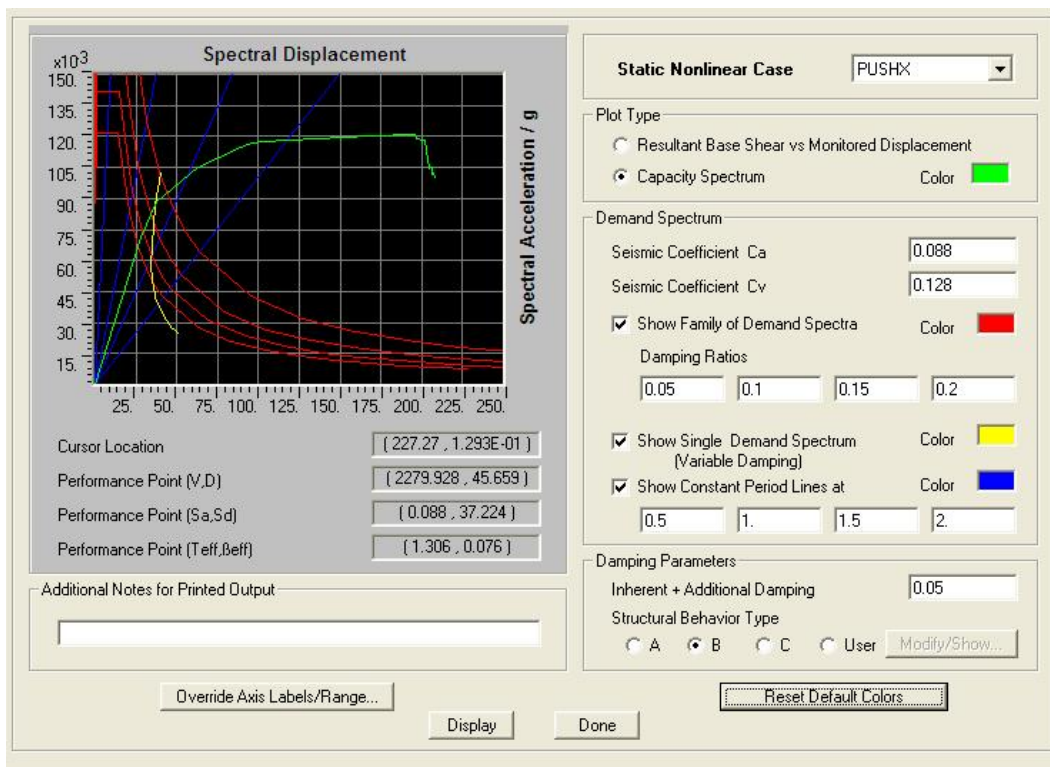 Spectral Displacement
x10-3
150.
135.
120.
105.
90.
75.
60.
45.
30.
15.
25. 50. 75. 100. 125. 150. 175. 200. 225. 250.
Spectral Acceleration / g
Cursor Location ( 227.27 , 1.293E-01 )
Performance Point (V,D) ( 2279.928 , 45.659 )
Performance Point (Sa,Sd) ( 0.088 , 37.224 )
Performance Point (Teff,βeff) ( 1.306 , 0.076 )
Additional Notes for Printed Output
Override Axis Labels/Range...
Static Nonlinear Case PUSHX
Plot Type
Resultant Base Shear vs Monitored Displacement
Capacity Spectrum Color
Demand Spectrum
Seismic Coefficient Ca 0.088
Seismic Coefficient Cv 0.128
Show Family of Demand Spectra Color
Damping Ratios
0.05 0.1 0.15 0.2
Show Single Demand Spectrum Color
(Variable Damping)
Show Constant Period Lines at Color
0.5 1. 1.5 2.
Damping Parameters
Inherent + Additional Damping 0.05
Structural Behavior Type
A B C User Modify/Show...
Reset Default Colors
Display Done